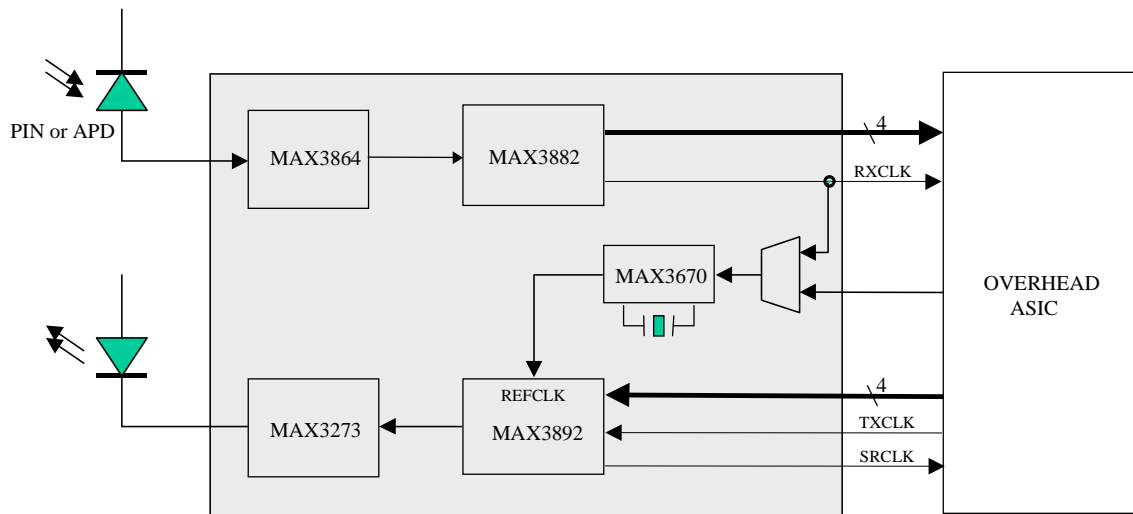 PIN or APD
MAX3864
MAX3882
4
RXCLK
MAX3670
OVERHEAD
ASIC
REFCLK
MAX3892
MAX3273
4
TXCLK
SRCLK